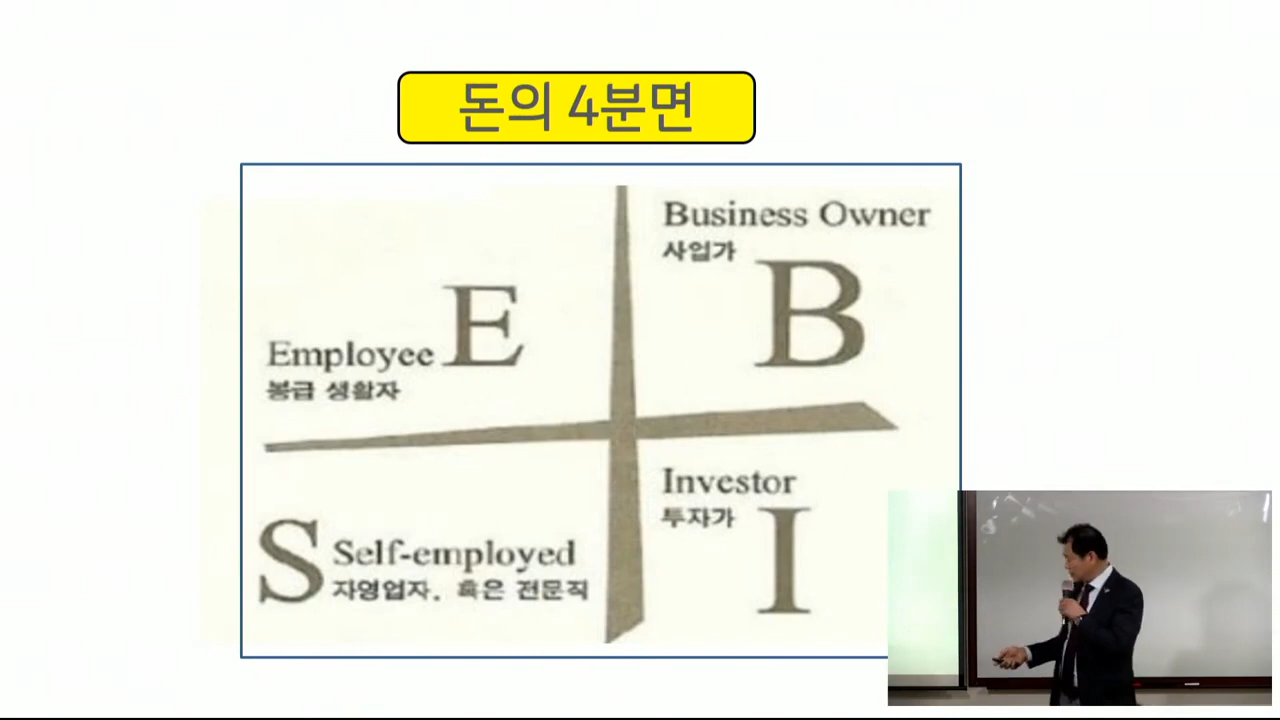 돈의 4분면
Business Owner
사업가
B
E
Employee
봉급 생활자
Investor
투자가
I
S
Self-employed
자영업자, 혹은 전문직